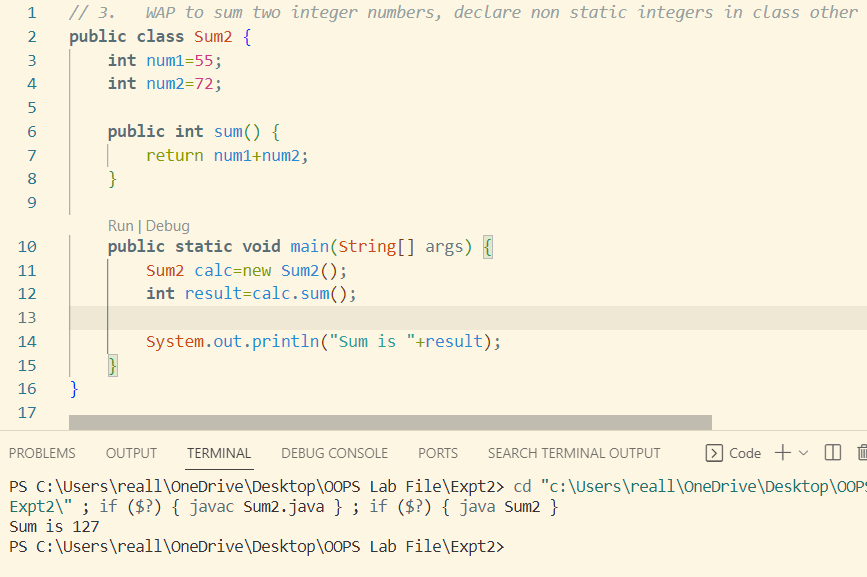 1 // 3. WAP to sum two integer numbers, declare non static integers in class other
2 public class Sum2 {
3 int num1=55;
4 int num2=72;
5
6 public int sum() {
7 return num1+num2;
8 }
9
Run | Debug
10 public static void main(String[] args) {
11 Sum2 calc=new Sum2();
12 int result=calc.sum();
13
14 System.out.println("Sum is "+result);
15 }
16 }
17
PROBLEMS OUTPUT TERMINAL DEBUG CONSOLE PORTS SEARCH TERMINAL OUTPUT Code
PS C:\Users\reall\OneDrive\Desktop\OOPS Lab File\Expt2> cd "c:\Users\reall\OneDrive\Desktop\OOPS
Expt2\" ; if ($?) { javac Sum2.java } ; if ($?) { java Sum2 }
Sum is 127
PS C:\Users\reall\OneDrive\Desktop\OOPS Lab File\Expt2>